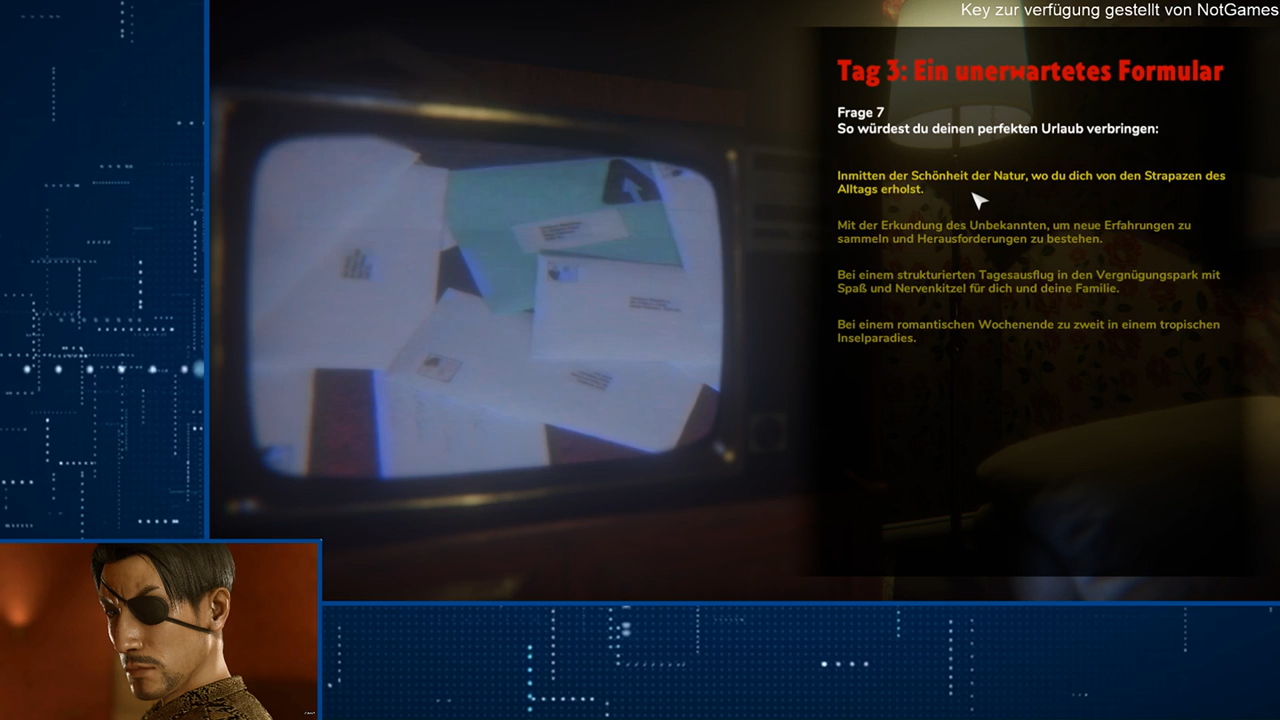 Key zur verfügung gestellt von NotGames
Tag 3: Ein unerwartetes Formular
Frage 7
So würdest du deinen perfekten Urlaub verbringen:
Inmitten der Schönheit der Natur, wo du dich von den Strapazen des
Alltags erholst.
Mit der Erkundung des Unbekannten, um neue Erfahrungen zu
sammeln und Herausforderungen zu bestehen.
Bei einem strukturierten Tagesausflug in den Vergnügungspark mit
Spaß und Nervenkitzel für dich und deine Familie.
Bei einem romantischen Wochenende zu zweit in einem tropischen
Inselparadies.